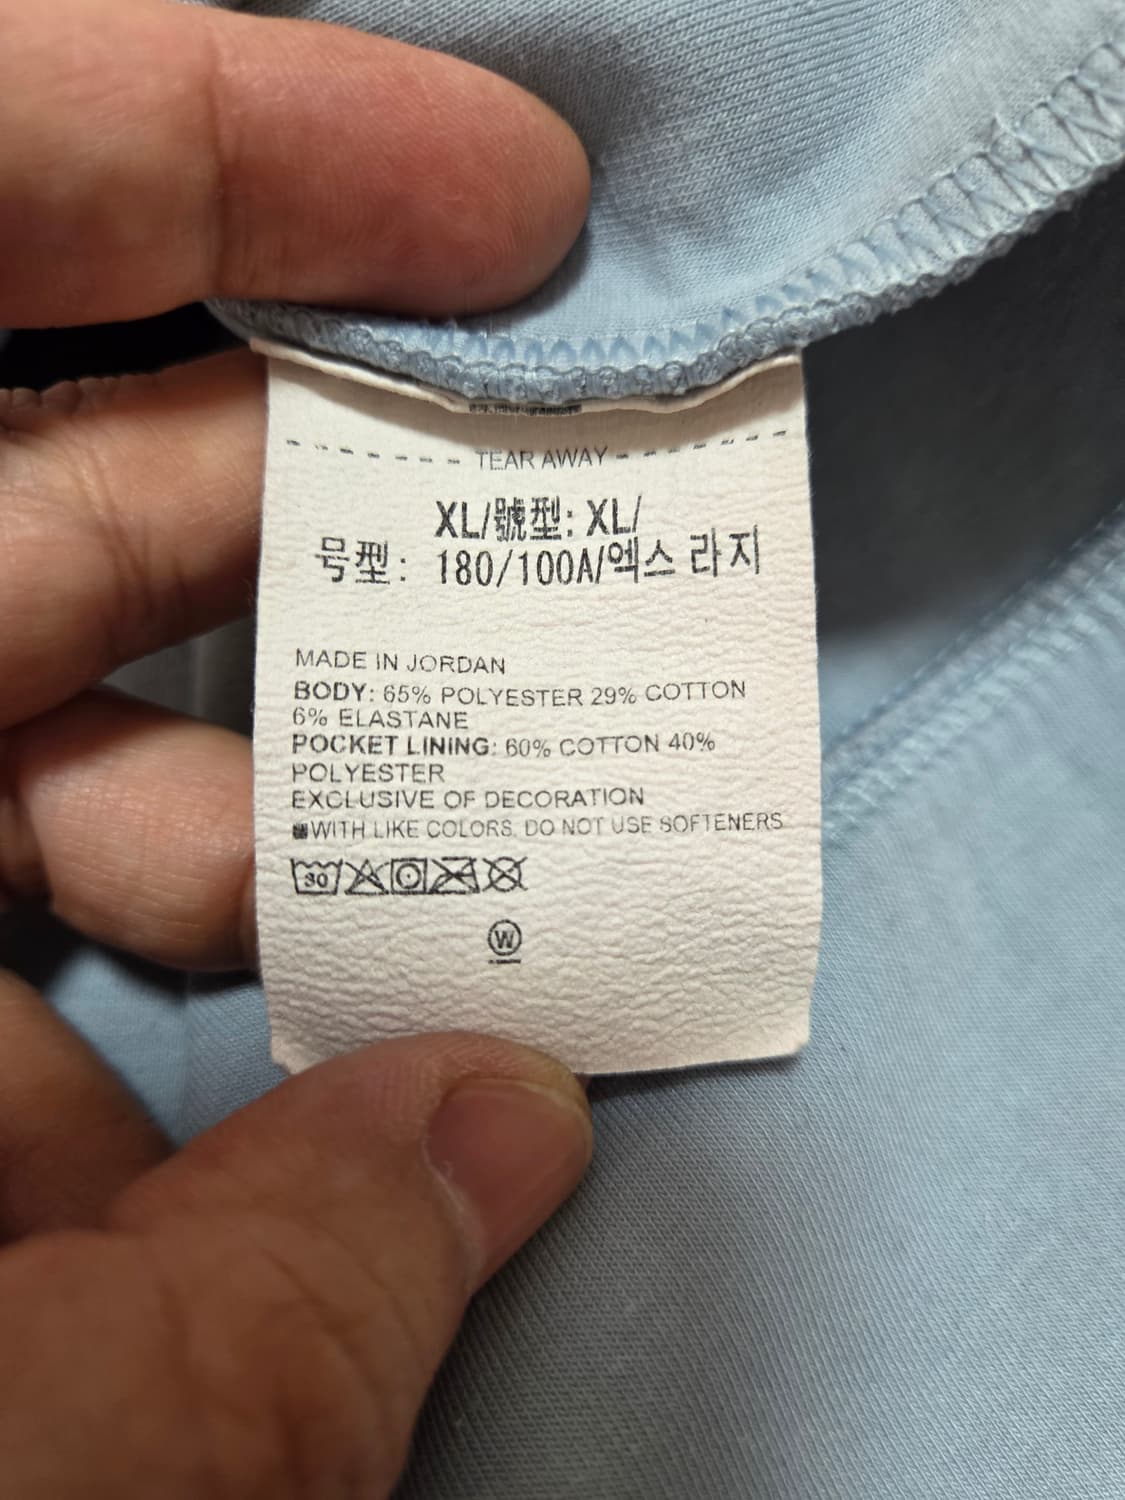 - - - - - - TEAR AWAY - - - - - -
XL/號型: XL/
号型: 180/100A/엑스 라지
MADE IN JORDAN
BODY: 65% POLYESTER 29% COTTON
6% ELASTANE
POCKET LINING: 60% COTTON 40%
POLYESTER
EXCLUSIVE OF DECORATION
WITH LIKE COLORS. DO NOT USE SOFTENERS
30
W